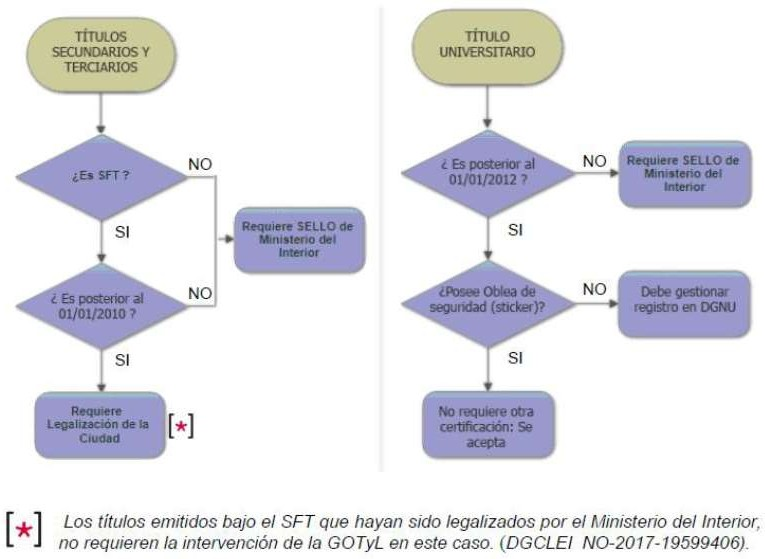 TÍTULOS
SECUNDARIOS Y
TERCIARIOS
¿Es SFT ?
NO
SI
Requiere SELLO de
Ministerio del
Interior
¿ Es posterior al
01/01/2010 ?
NO
SI
Requiere
Legalización de la
Ciudad
[*]
TÍTULO
UNIVERSITARIO
¿ Es posterior al
01/01/2012 ?
NO
Requiere SELLO de
Ministerio del
Interior
SI
¿Posee Oblea de
seguridad (sticker)?
NO
Debe gestionar
registro en DGNU
SI
No requiere otra
certificación: Se
acepta
[*] Los títulos emitidos bajo el SFT que hayan sido legalizados por el Ministerio del Interior,
no requieren la intervención de la GOTyL en este caso. (DGCLEI NO-2017-19599406).